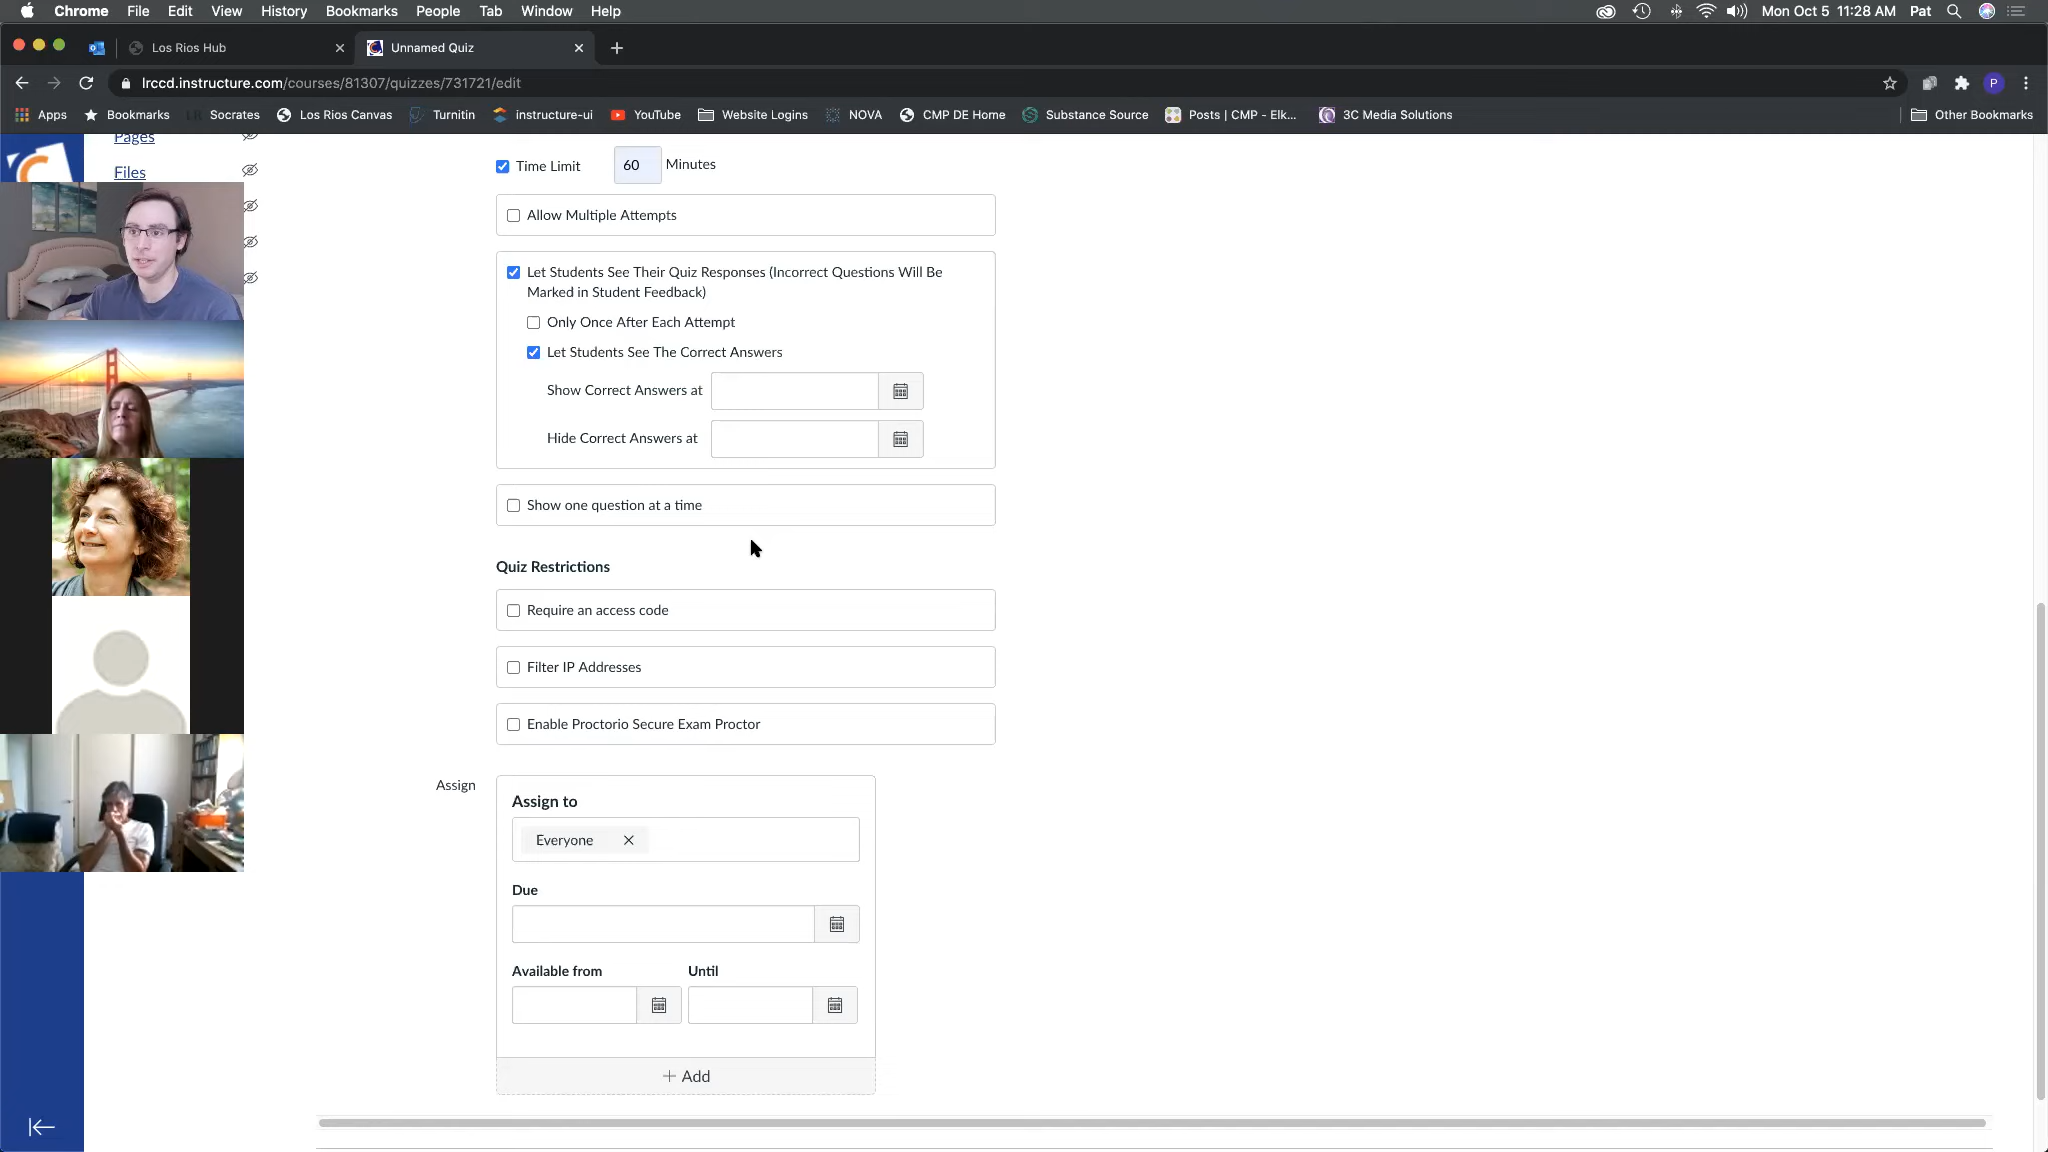 Chrome File Edit View History Bookmarks People Tab Window Help
Mon Oct 5 11:28 AM Pat
Los Rios Hub
Unnamed Quiz
lrccd.instructure.com/courses/81307/quizzes/731721/edit
P
Apps Bookmarks Socrates Los Rios Canvas Turnitin instructure-ui YouTube Website Logins NOVA CMP DE Home Substance Source Posts | CMP - Elk... 3C Media Solutions Other Bookmarks
Pages
Files
Time Limit 60 Minutes
Allow Multiple Attempts
Let Students See Their Quiz Responses (Incorrect Questions Will Be
Marked in Student Feedback)
Only Once After Each Attempt
Let Students See The Correct Answers
Show Correct Answers at
Hide Correct Answers at
Show one question at a time
Quiz Restrictions
Require an access code
Filter IP Addresses
Enable Proctorio Secure Exam Proctor
Assign
Assign to
Everyone
Due
Available from Until
+ Add